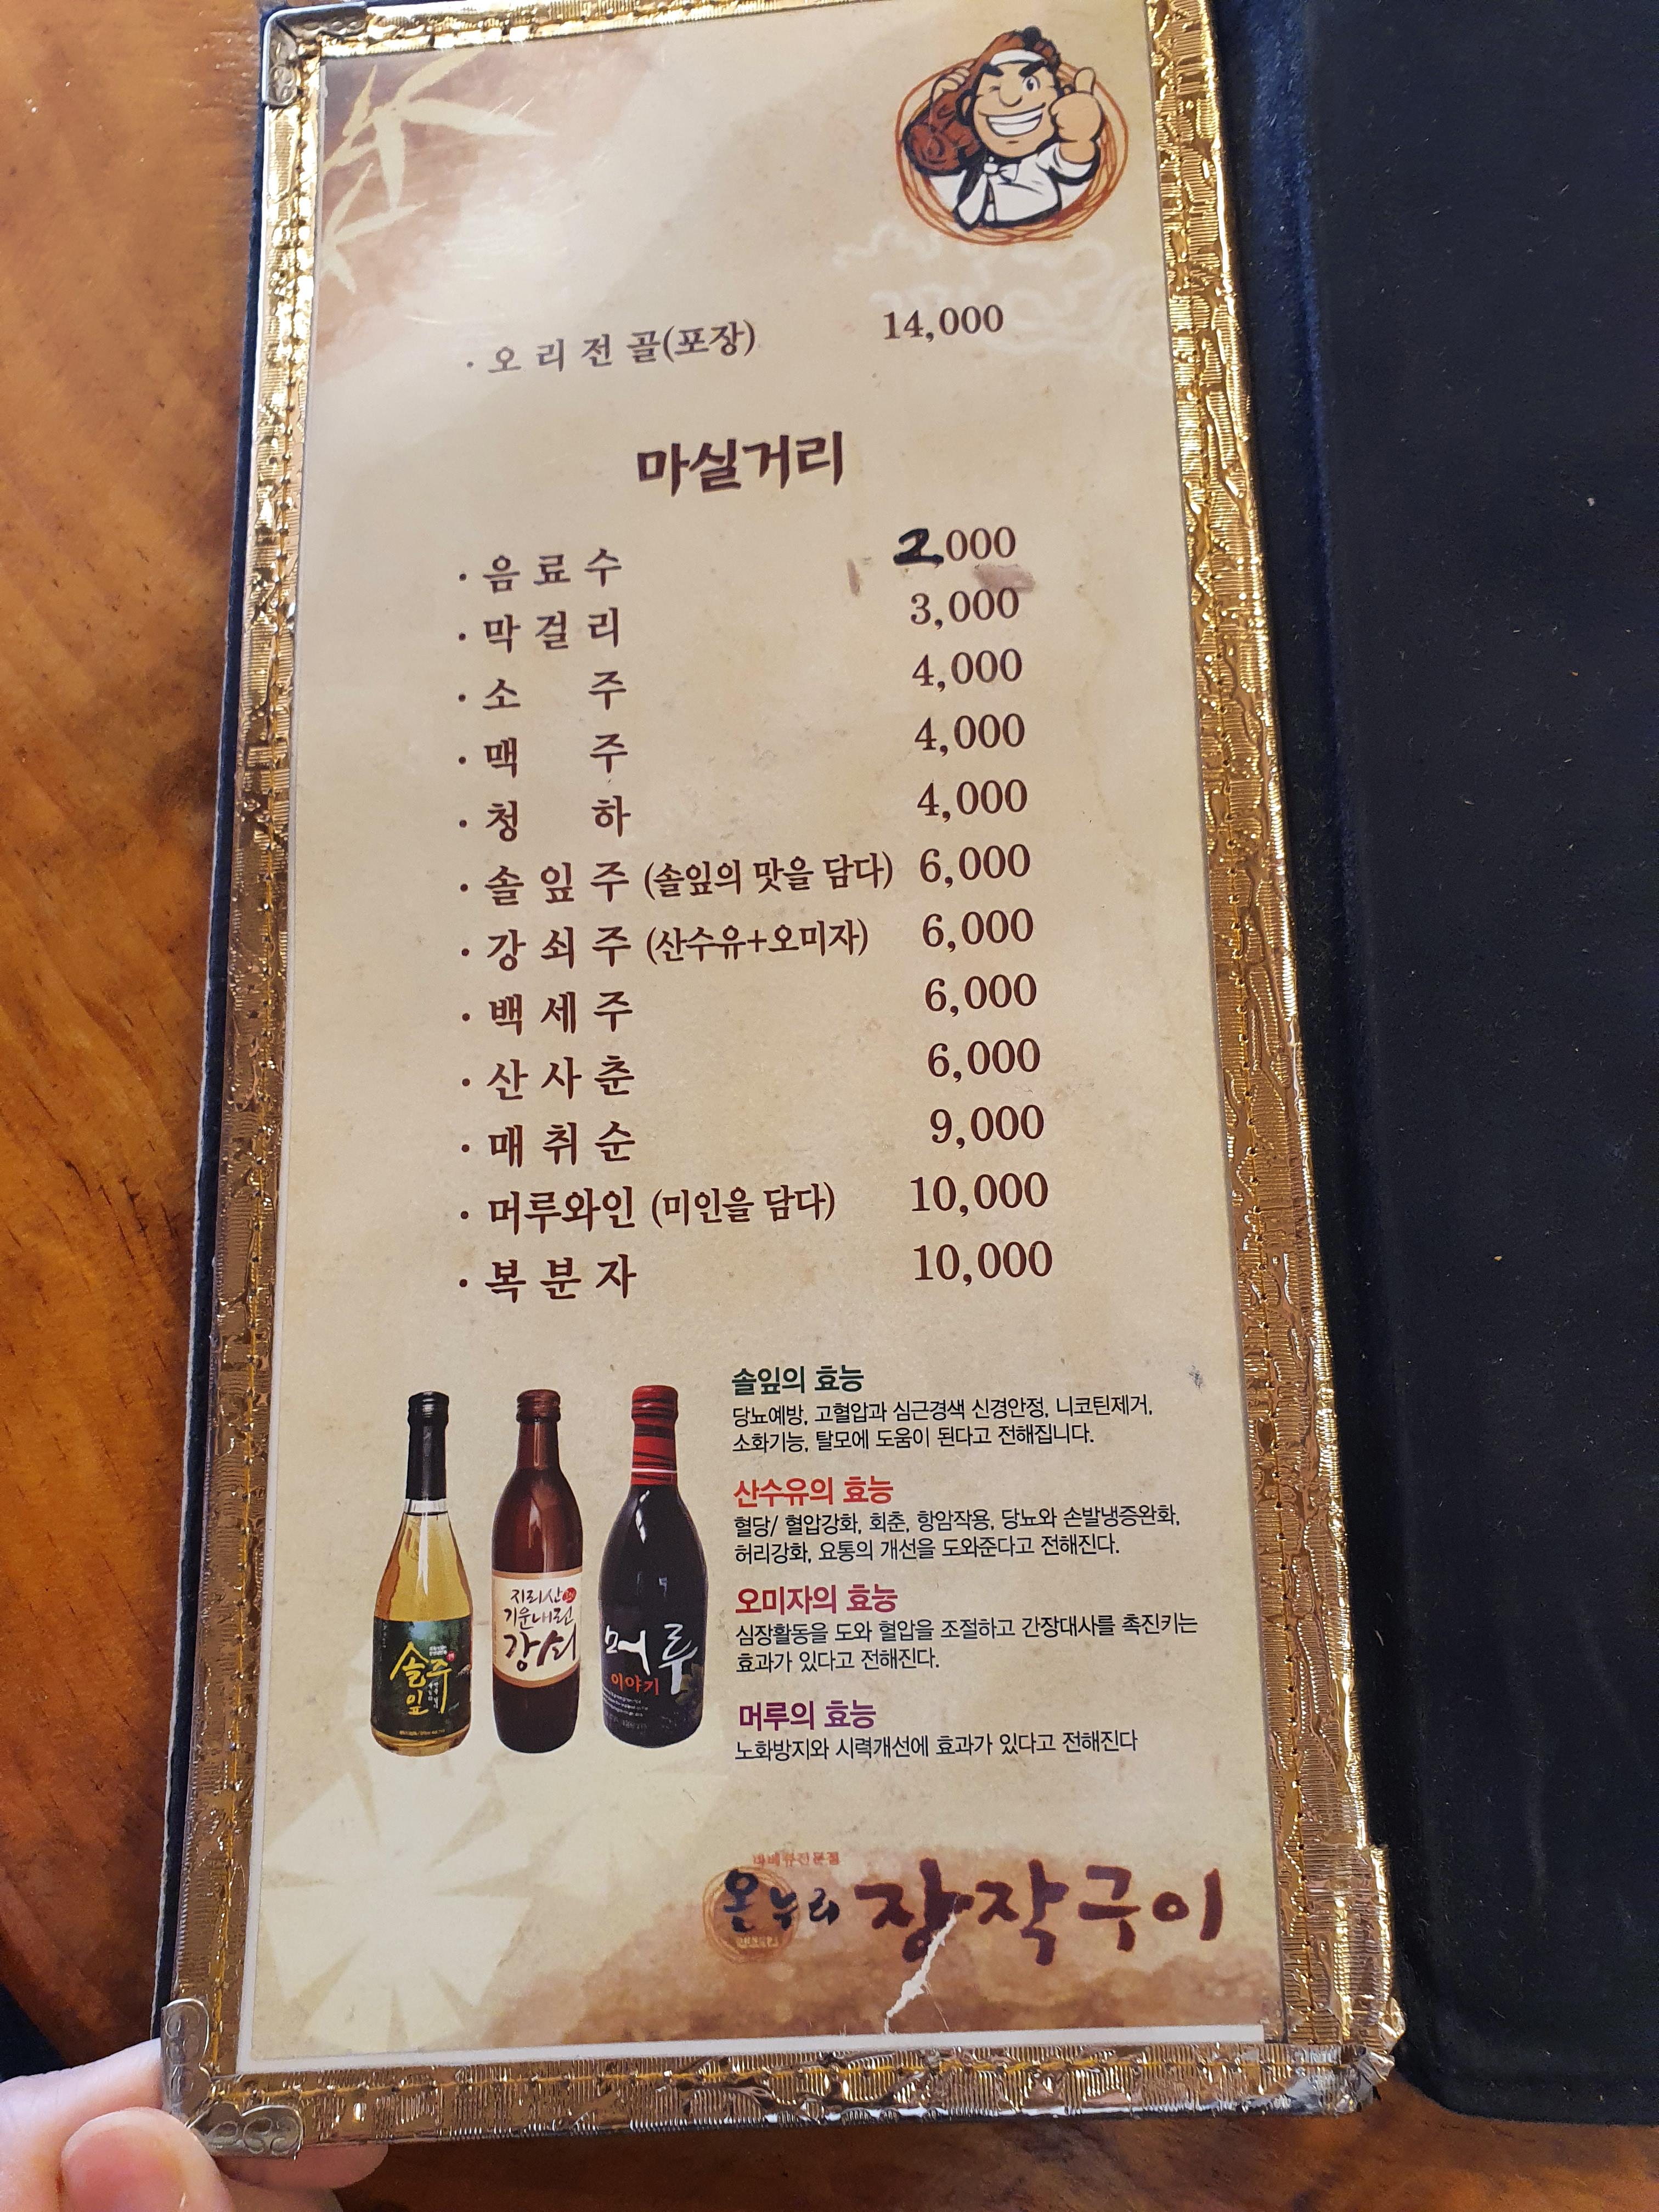 · 오 리 전 골(포장) 14,000
마실거리
· 음 료 수 2,000
· 막 걸 리 3,000
· 소 주 4,000
· 맥 주 4,000
· 청 하 4,000
· 솔 잎 주 (솔잎의 맛을 담다) 6,000
· 강 쇠 주 (산수유+오미자) 6,000
· 백 세 주 6,000
· 산 사 춘 6,000
· 매 취 순 9,000
· 머루와인 (미인을 담다) 10,000
· 복 분 자 10,000
솔잎의 효능
당뇨예방, 고혈압과 심근경색 신경안정, 니코틴제거,
소화기능, 탈모에 도움이 된다고 전해집니다.
산수유의 효능
혈당/ 혈압강화, 회춘, 항암작용, 당뇨와 손발냉증완화,
허리강화, 요통의 개선을 도와준다고 전해진다.
오미자의 효능
심장활동을 도와 혈압을 조절하고 간장대사를 촉진키는
효과가 있다고 전해진다.
머루의 효능
노화방지와 시력개선에 효과가 있다고 전해진다
솔잎주
지리산
기운내린
강쇠
머루
이야기
바베큐전문점
온누리 장작구이